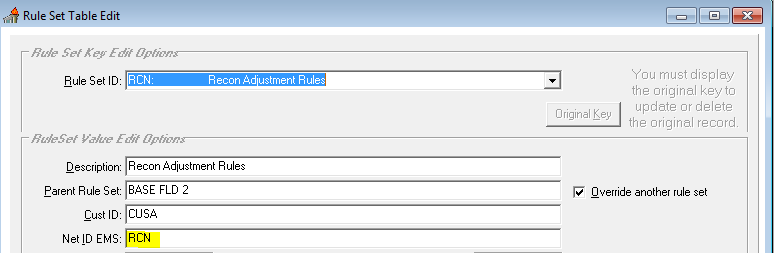 Rule Set Table Edit
Rule Set Key Edit Options
Rule Set ID: RCN: Recon Adjustment Rules
You must display
the original key to
update or delete
the original record.
Original Key
RuleSet Value Edit Options
Description: Recon Adjustment Rules
Parent Rule Set: BASE FLD 2
Override another rule set
Cust ID: CUSA
Net ID EMS: RCN